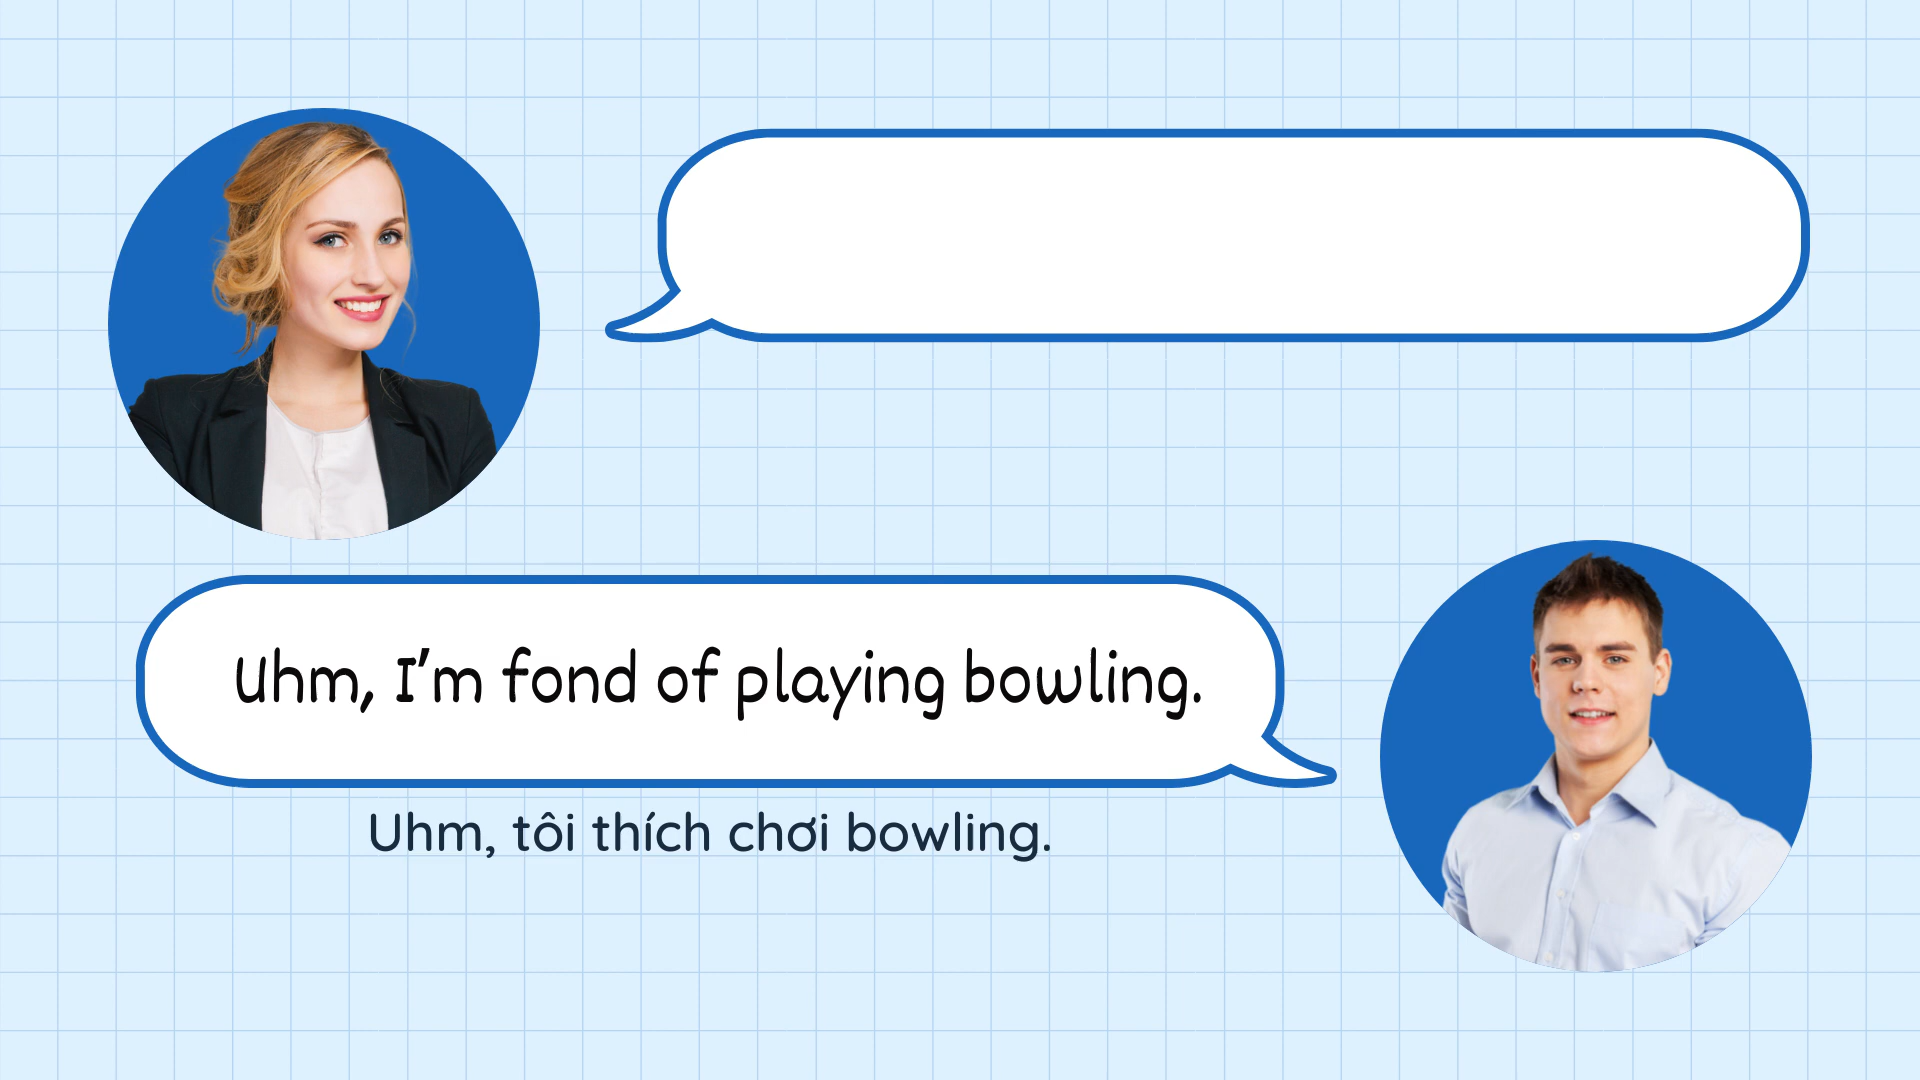 Uhm, I'm fond of playing bowling.
Uhm, tôi thích chơi bowling.